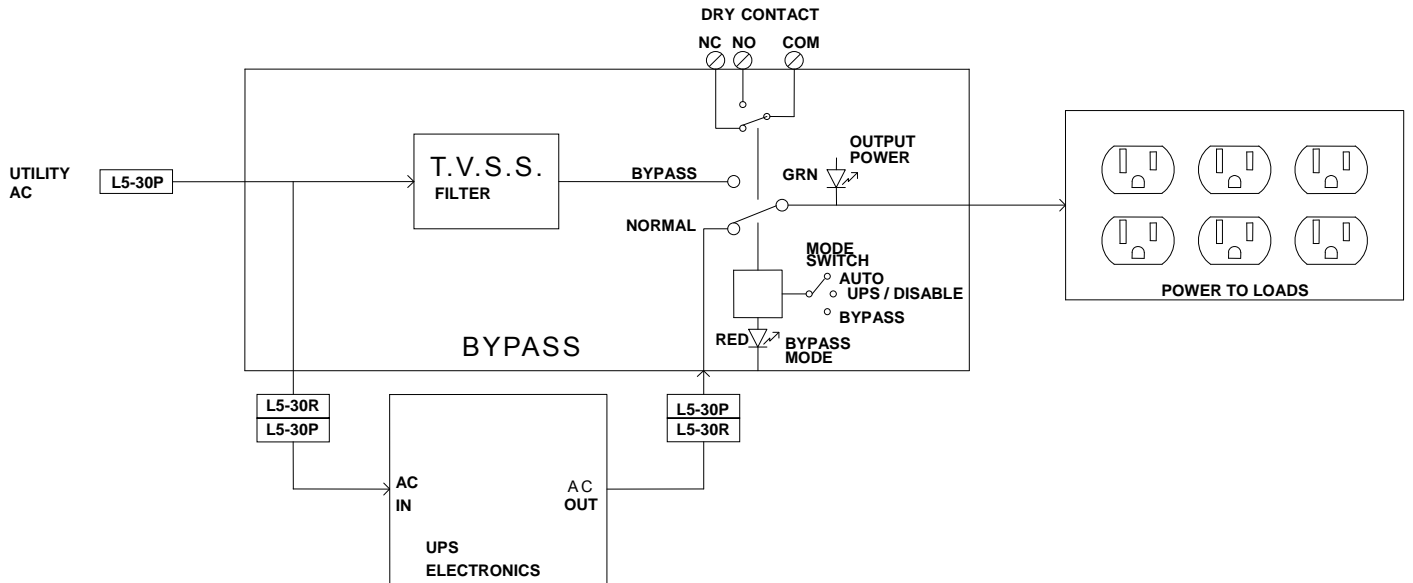 DRY CONTACT
NC NO COM
UTILITY
AC
L5-30P
T.V.S.S.
FILTER
BYPASS
NORMAL
GRN
OUTPUT
POWER
MODE
SWITCH
AUTO
UPS / DISABLE
BYPASS
RED
BYPASS
MODE
BYPASS
POWER TO LOADS
L5-30R
L5-30P
L5-30P
L5-30R
AC
IN
AC
OUT
UPS
ELECTRONICS